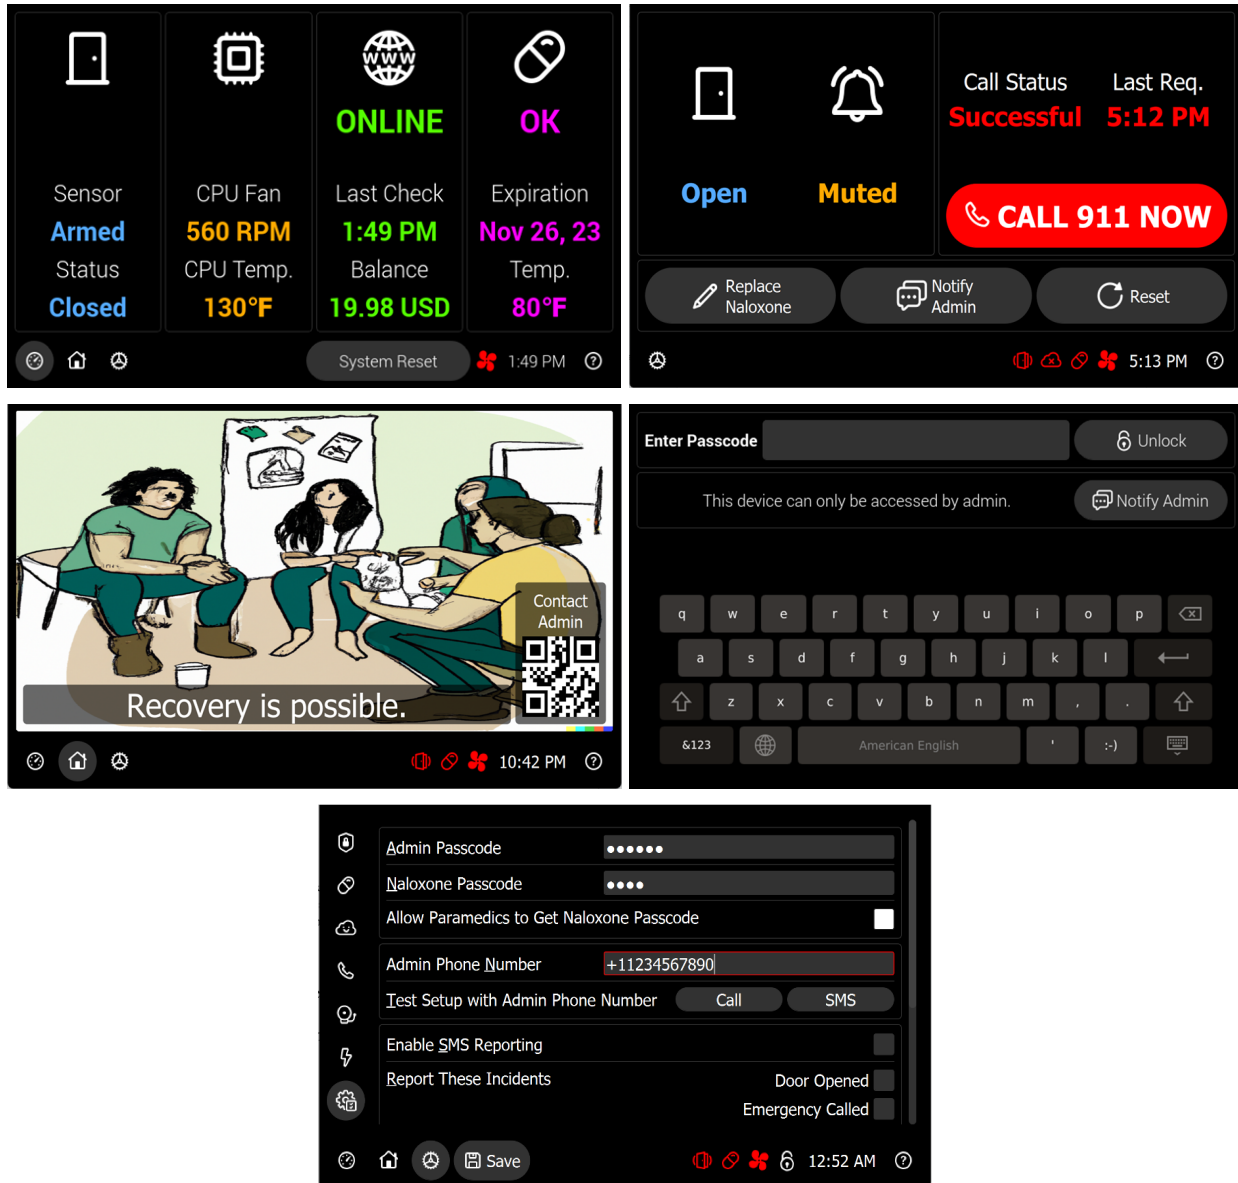 WWW
ONLINE
OK
Sensor
CPU Fan
Last Check
Expiration
Armed
560 RPM
1:49 PM
Nov 26, 23
Status
CPU Temp.
Balance
Temp.
Closed
130°F
19.98 USD
80°F
System Reset
1:49 PM
?
Call Status
Last Req.
Successful
5:12 PM
Open
Muted
CALL 911 NOW
Replace
Naloxone
Notify
Admin
Reset
5:13 PM
?
Contact
Admin
Recovery is possible.
10:42 PM
?
Enter Passcode
Unlock
This device can only be accessed by admin.
Notify Admin
q w e r t y u i o p
a s d f g h j k l
z x c v b n m , .
&123
American English
'
:-)
Admin Passcode
●●●●●●
Naloxone Passcode
●●●●
Allow Paramedics to Get Naloxone Passcode
Admin Phone Number
+11234567890
Test Setup with Admin Phone Number
Call
SMS
Enable SMS Reporting
Report These Incidents
Door Opened
Emergency Called
Save
12:52 AM
?